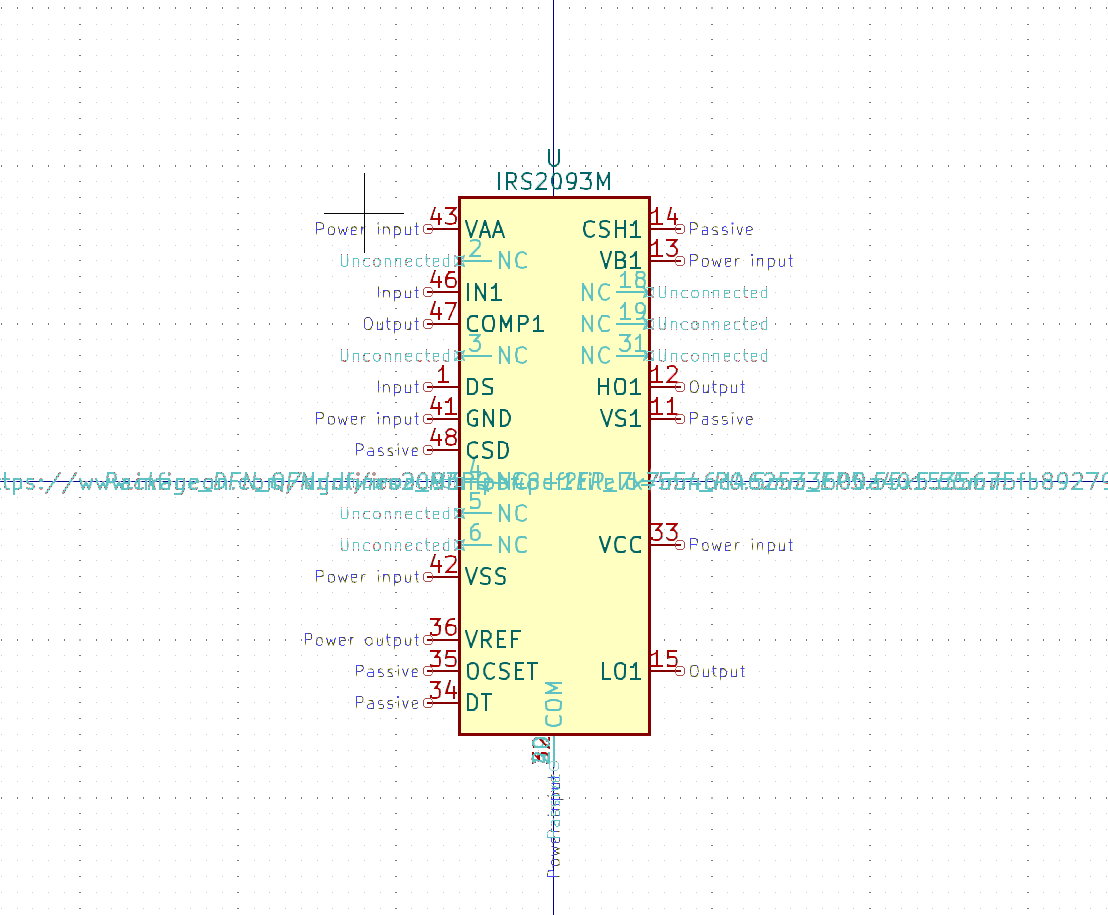 U
IRS2093M
Power input 43 VAA CSH1 14 Passive
Unconnected 2 NC VB1 13 Power input
Input 46 IN1 NC 18 Unconnected
Output 47 COMP1 NC 19 Unconnected
Unconnected 3 NC NC 31 Unconnected
Input 1 DS HO1 12 Output
Power input 41 GND VS1 11 Passive
Passive 48 CSD
4 NC
Unconnected 5 NC
Unconnected 6 NC VCC 33 Power input
Power input 42 VSS
Power output 36 VREF
Passive 35 OCSET LO1 15 Output
Passive 34 DT
COM
Power input